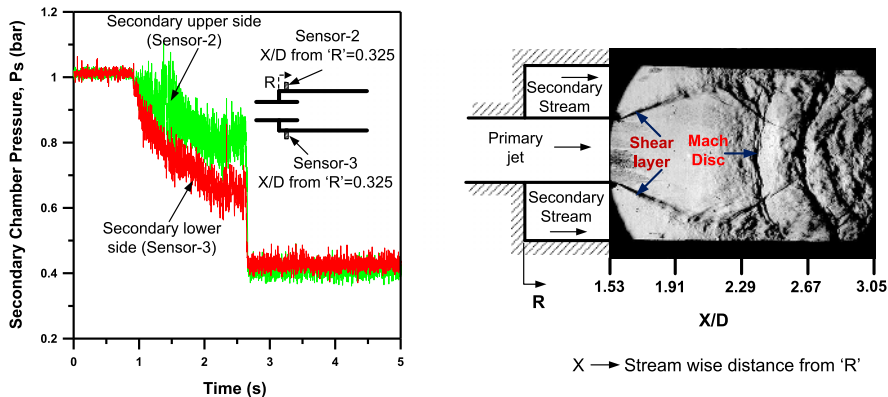 Secondary Chamber Pressure, Ps (bar)
1.2
1
0.8
0.6
0.4
0.2
0
1
2
3
4
5
Time (s)
Secondary upper side
(Sensor-2)
Sensor-2
X/D from ‘R’=0.325
R
Sensor-3
X/D from ‘R’=0.325
Secondary lower
side (Sensor-3)
Secondary
Stream
Primary
jet
Secondary
Stream
Shear
layer
Mach
Disc
R
1.53
1.91
2.29
2.67
3.05
X/D
X
Stream wise distance from ‘R’